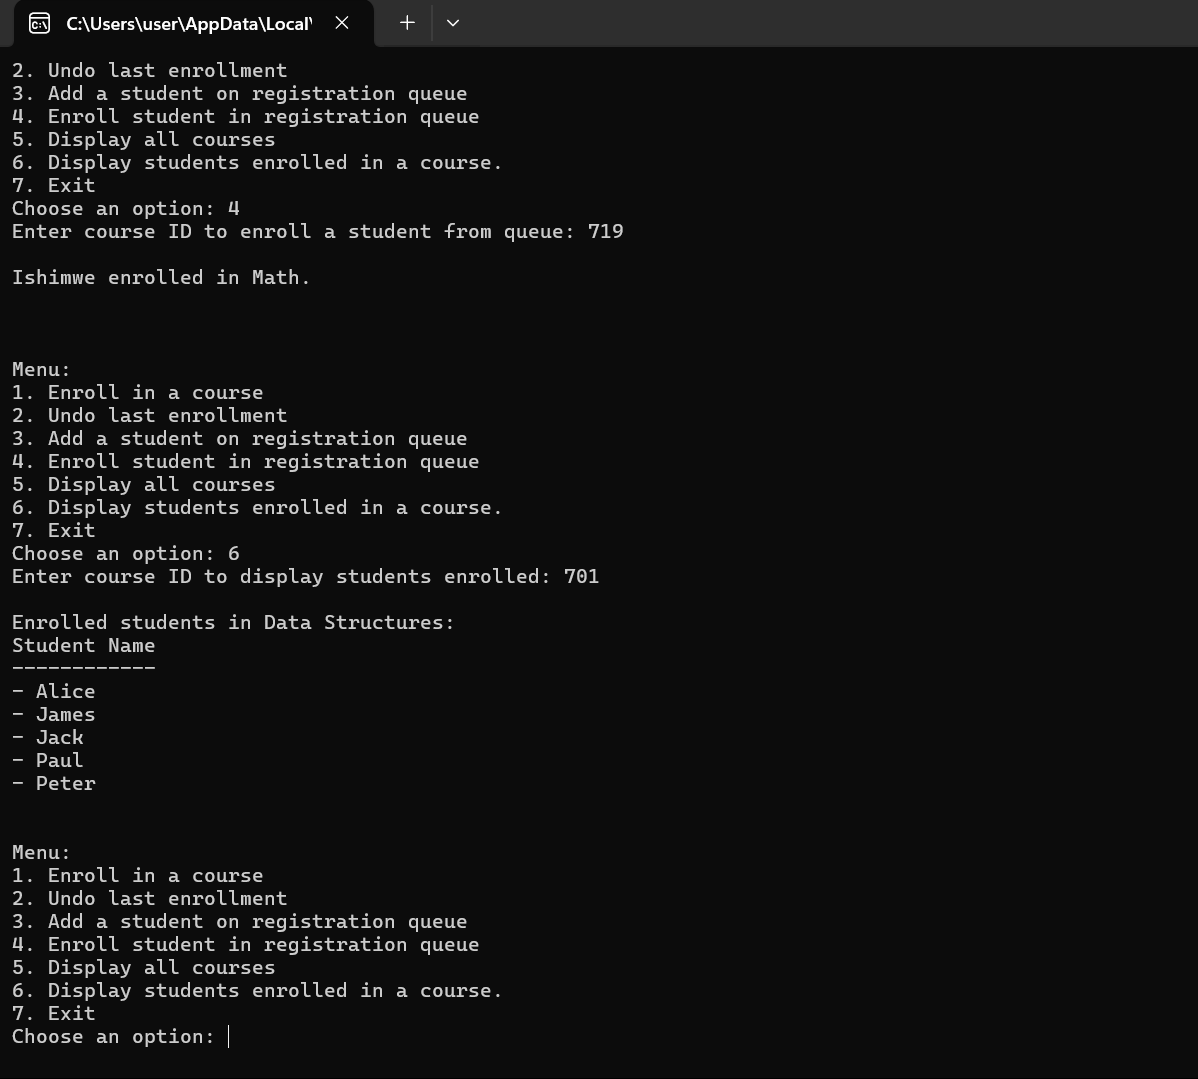 C:\Users\user\AppData\Local\
2. Undo last enrollment
3. Add a student on registration queue
4. Enroll student in registration queue
5. Display all courses
6. Display students enrolled in a course.
7. Exit
Choose an option: 4
Enter course ID to enroll a student from queue: 719
Ishimwe enrolled in Math.
Menu:
1. Enroll in a course
2. Undo last enrollment
3. Add a student on registration queue
4. Enroll student in registration queue
5. Display all courses
6. Display students enrolled in a course.
7. Exit
Choose an option: 6
Enter course ID to display students enrolled: 701
Enrolled students in Data Structures:
Student Name
------------
- Alice
- James
- Jack
- Paul
- Peter
Menu:
1. Enroll in a course
2. Undo last enrollment
3. Add a student on registration queue
4. Enroll student in registration queue
5. Display all courses
6. Display students enrolled in a course.
7. Exit
Choose an option: